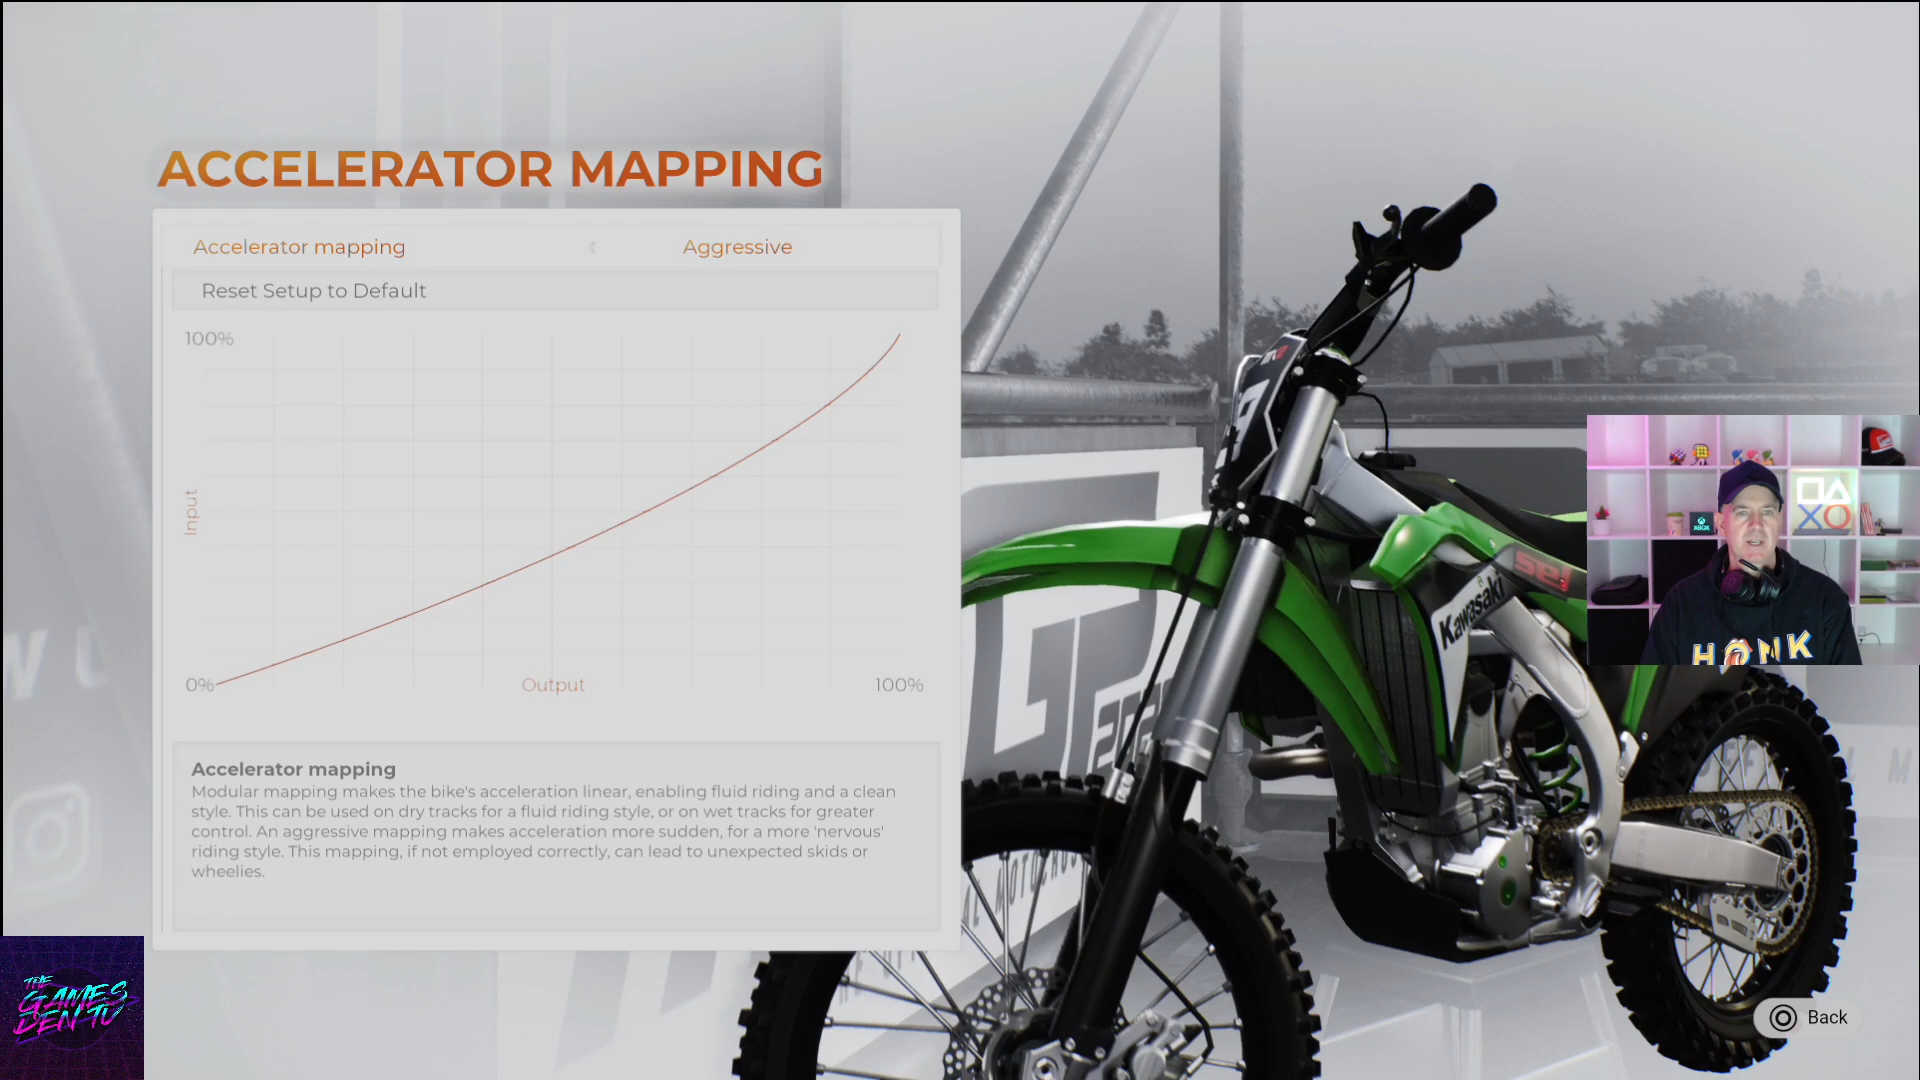 ACCELERATOR MAPPING
Accelerator mapping
Aggressive
Reset Setup to Default
100%
Input
0%
Output
100%
Accelerator mapping
Modular mapping makes the bike's acceleration linear, enabling fluid riding and a clean
style. This can be used on dry tracks for a fluid riding style, or on wet tracks for greater
control. An aggressive mapping makes acceleration more sudden, for a more 'nervous'
riding style. This mapping, if not employed correctly, can lead to unexpected skids or
wheelies.
Kawasaki
XBOX
HONK
THE
GAMES
DEN TV
Back